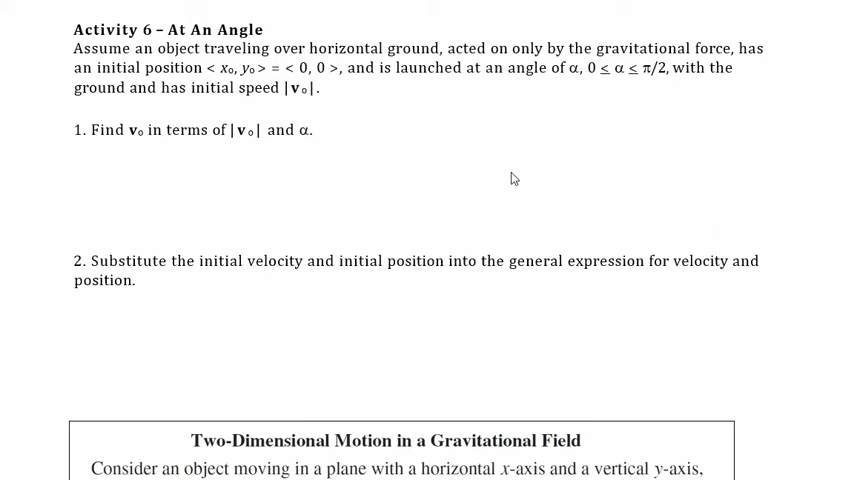 Activity 6 – At An Angle
Assume an object traveling over horizontal ground, acted on only by the gravitational force, has
an initial position < x₀, y₀ > = < 0, 0 >, and is launched at an angle of α, 0 ≤ α ≤ π/2, with the
ground and has initial speed |v₀|.
1. Find v₀ in terms of |v₀| and α.
2. Substitute the initial velocity and initial position into the general expression for velocity and
position.
Two-Dimensional Motion in a Gravitational Field
Consider an object moving in a plane with a horizontal x-axis and a vertical y-axis,